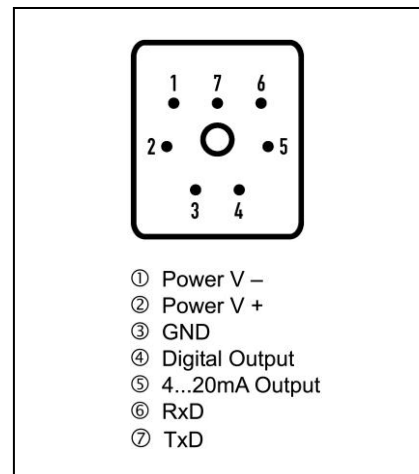 1 7 6
2 5
3 4
① Power V –
② Power V +
③ GND
④ Digital Output
⑤ 4...20mA Output
⑥ RxD
⑦ TxD